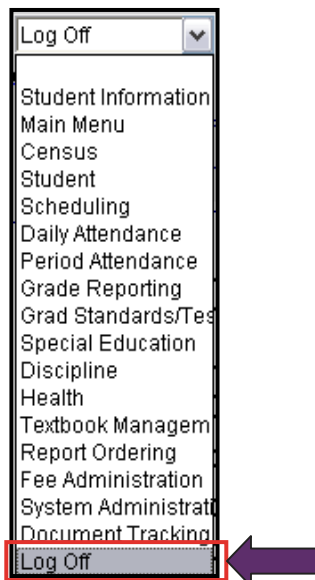 Log Off
Student Information
Main Menu
Census
Student
Scheduling
Daily Attendance
Period Attendance
Grade Reporting
Grad Standards/Tes
Special Education
Discipline
Health
Textbook Managem
Report Ordering
Fee Administration
System Administrati
Document Tracking
Log Off